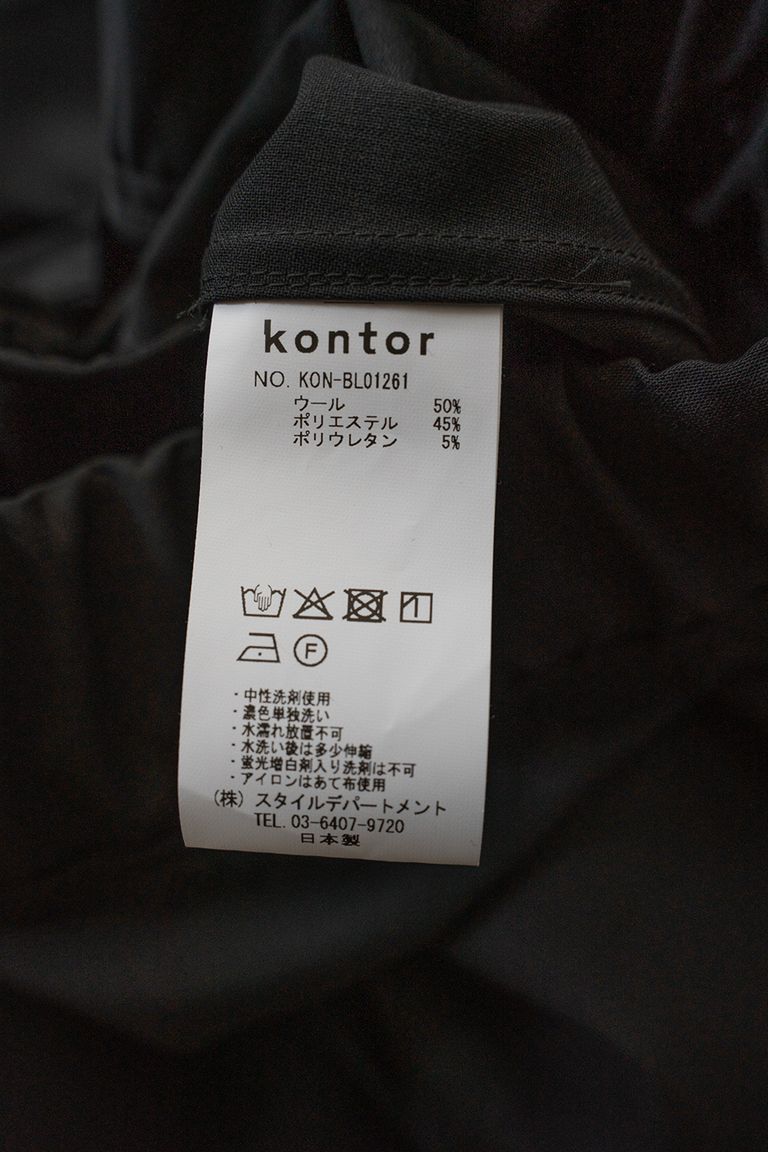 kontor
NO. KON-BL01261
ウール 50%
ポリエステル 45%
ポリウレタン 5%
F
・中性洗剤使用
・濃色単独洗い
・水濡れ放置不可
・水洗い後は多少伸縮
・蛍光増白剤入り洗剤は不可
・アイロンはあて布使用
(株) スタイルデパートメント
TEL. 03-6407-9720
日本製